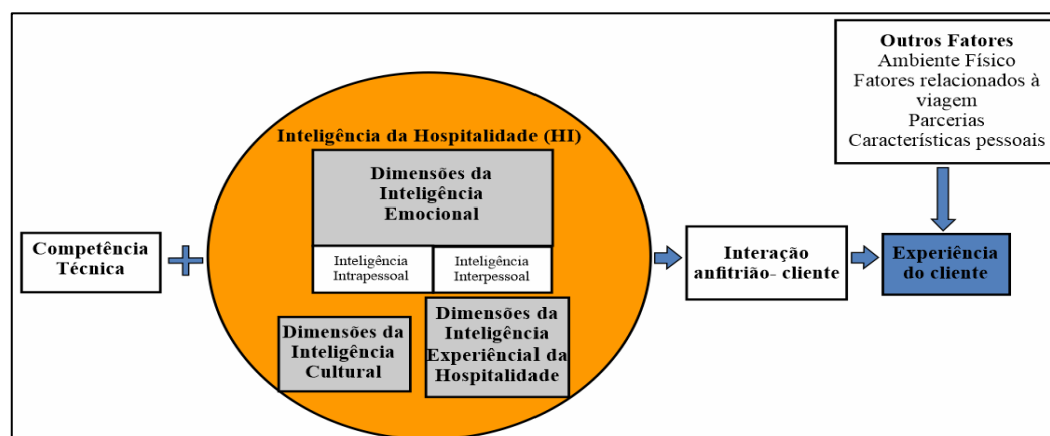 Outros Fatores
Ambiente Físico
Fatores relacionados à
viagem
Parcerias
Características pessoais
Inteligência da Hospitalidade (HI)
Dimensões da
Inteligência
Emocional
Inteligência
Intrapessoal
Inteligência
Interpessoal
Competência
Técnica
Dimensões da
Inteligência
Cultural
Dimensões da
Inteligência
Experiêncial da
Hospitalidade
Interação
anfitrião- cliente
Experiência
do cliente